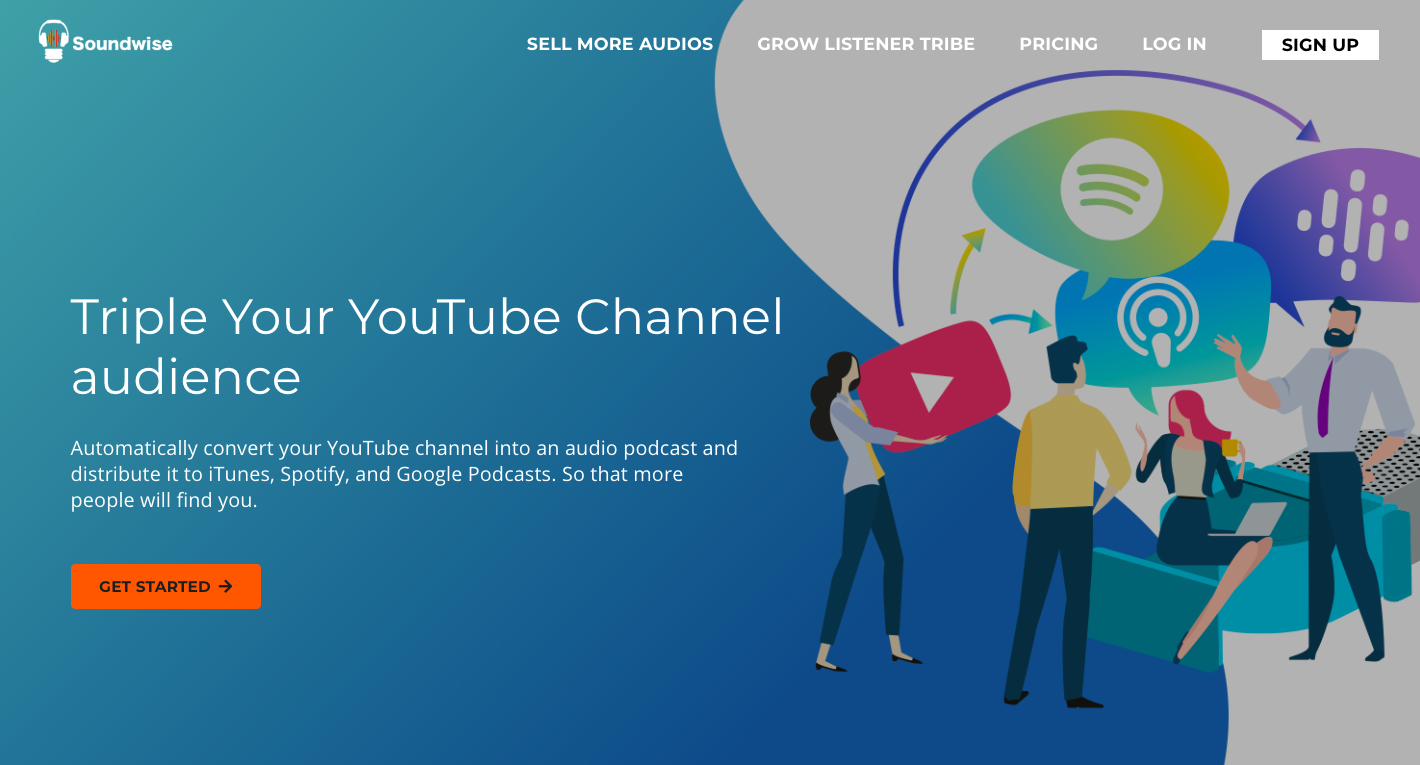 Soundwise
SELL MORE AUDIOS
GROW LISTENER TRIBE
PRICING
LOG IN
SIGN UP
Triple Your YouTube Channel
audience
Automatically convert your YouTube channel into an audio podcast and
distribute it to iTunes, Spotify, and Google Podcasts. So that more
people will find you.
GET STARTED →